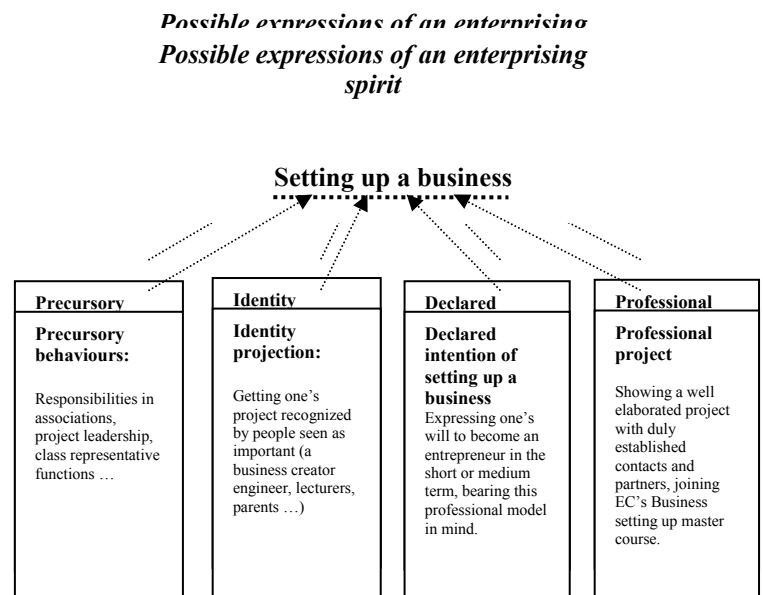 Possible expressions of an enterprising
Possible expressions of an enterprising
spirit
Setting up a business
Precursory
Precursory
behaviours:
Responsibilities in
associations,
project leadership,
class representative
functions …
Identity
Identity
projection:
Getting one's
project recognized
by people seen as
important (a
business creator
engineer, lecturers,
parents …)
Declared
Declared
intention of
setting up a
business
Expressing one's
will to become an
entrepreneur in the
short or medium
term, bearing this
professional model
in mind.
Professional
Professional
project
Showing a well
elaborated project
with duly
established
contacts and
partners, joining
EC's Business
setting up master
course.